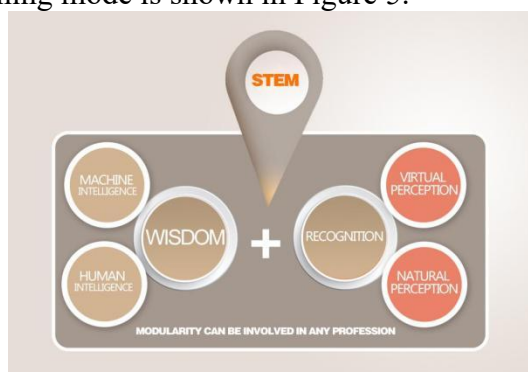 ning mode is shown in Figure 5.
STEM
MACHINE
INTELLIGENCE
HUMAN
INTELLIGENCE
WISDOM
+
RECOGNITION
VIRTUAL
PERCEPTION
NATURAL
PERCEPTION
MODULARITY CAN BE INVOLVED IN ANY PROFESSION